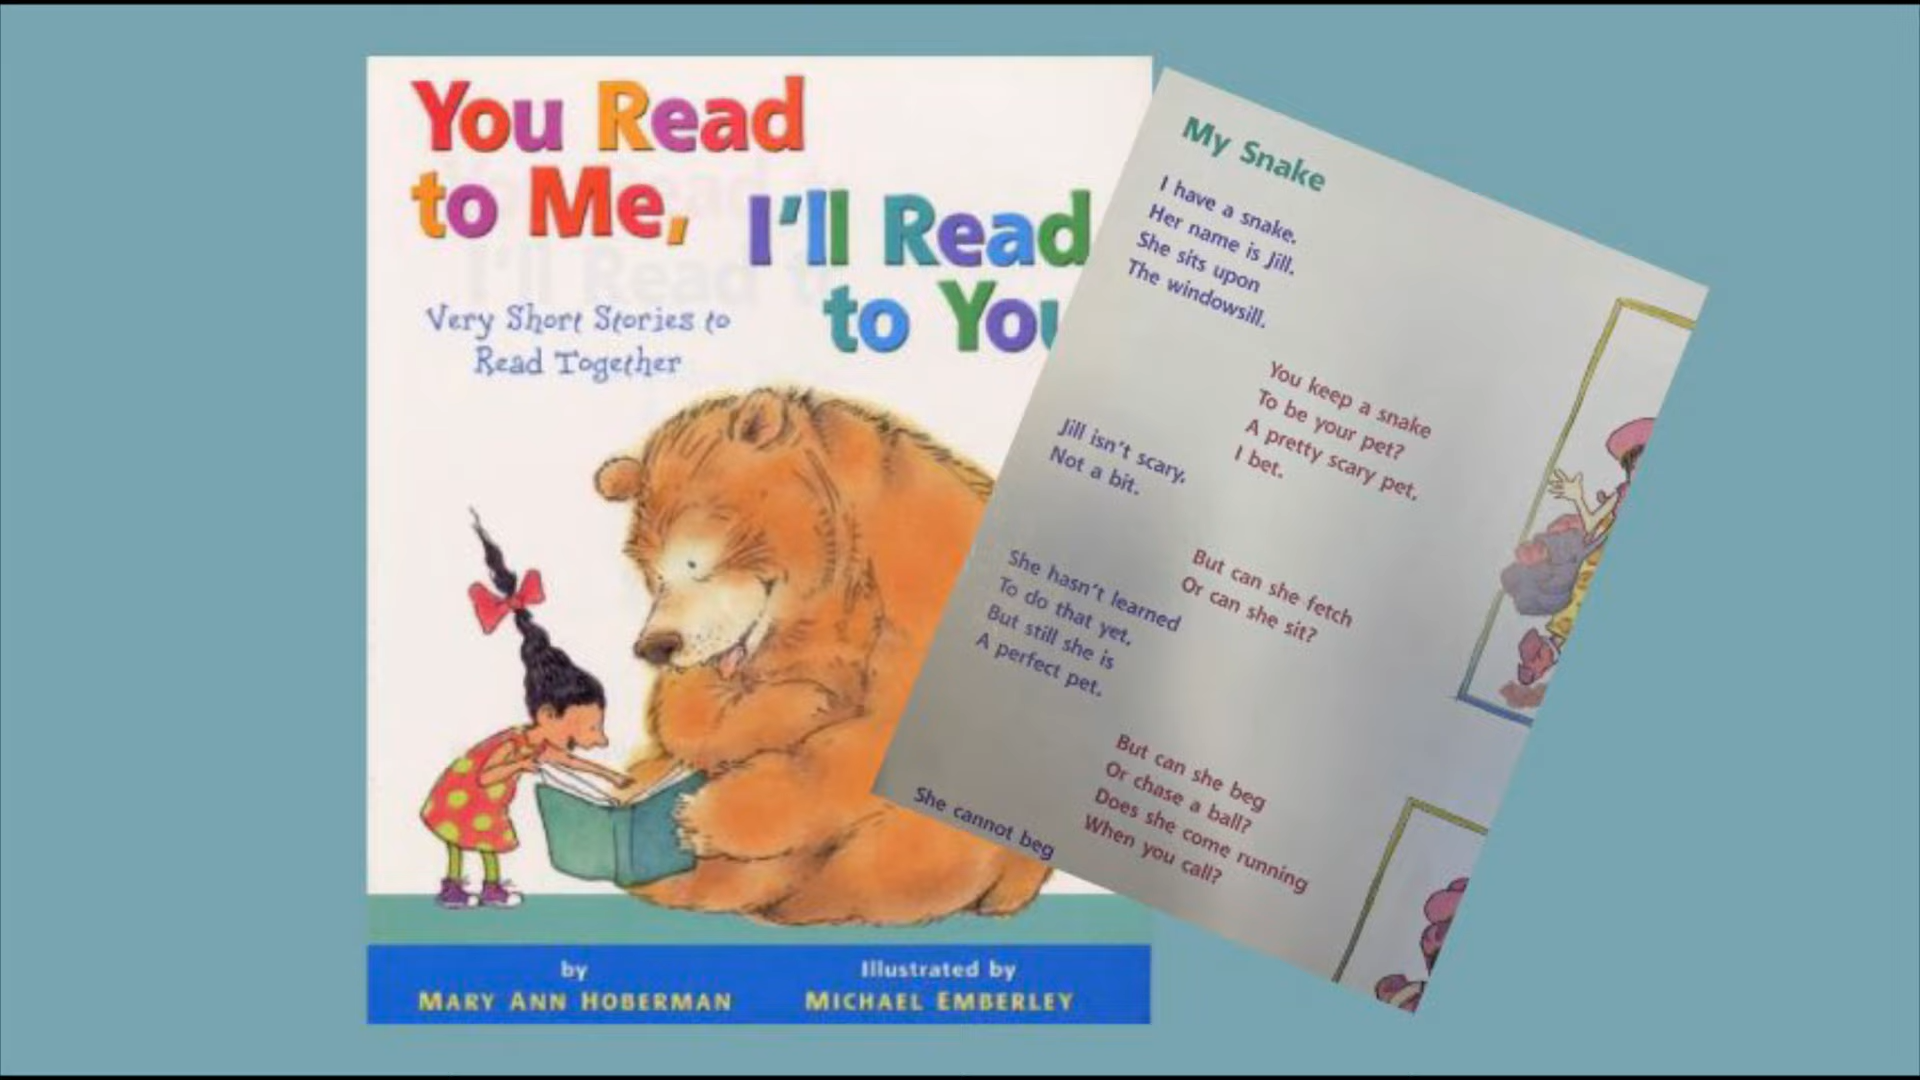 You Read
to Me,
I'll Read
to You
Very Short Stories to
Read Together
by
MARY ANN HOBERMAN
Illustrated by
MICHAEL EMBERLEY
My Snake
I have a snake.
Her name is Jill.
She sits upon
The windowsill.
You keep a snake
To be your pet?
A pretty scary pet,
I bet.
Jill isn't scary,
Not a bit.
But can she fetch
Or can she sit?
She hasn't learned
To do that yet,
But still she is
A perfect pet.
But can she beg
Or chase a ball?
Does she come running
When you call?
She cannot beg